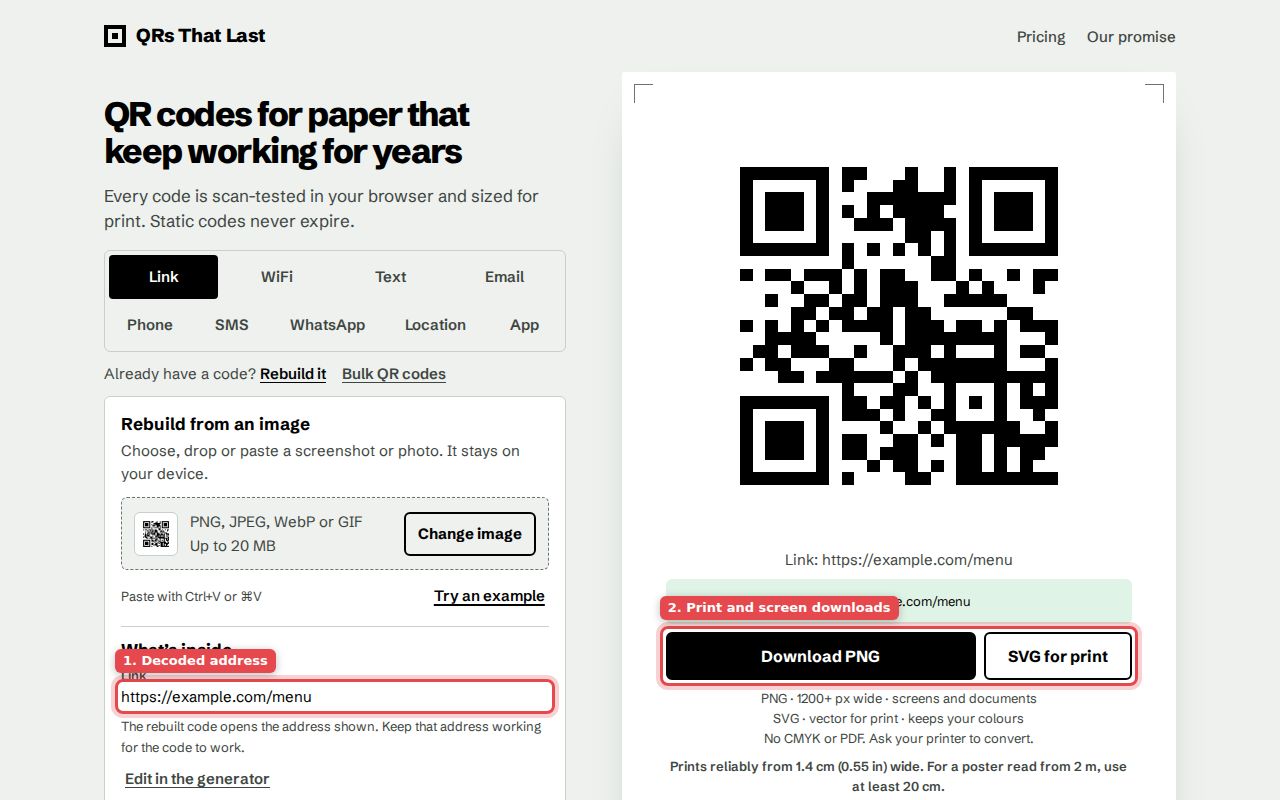 QRs That Last
Pricing
Our promise
QR codes for paper that
keep working for years
Every code is scan-tested in your browser and sized for
print. Static codes never expire.
Link
WiFi
Text
Email
Phone
SMS
WhatsApp
Location
App
Already have a code? Rebuild it
Bulk QR codes
Rebuild from an image
Choose, drop or paste a screenshot or photo. It stays on
your device.
PNG, JPEG, WebP or GIF
Up to 20 MB
Change image
Paste with Ctrl+V or ⌘V
Try an example
What's inside
1. Decoded address
Link
https://example.com/menu
The rebuilt code opens the address shown. Keep that address working
for the code to work.
Edit in the generator
Link: https://example.com/menu
e.com/menu
2. Print and screen downloads
Download PNG
SVG for print
PNG · 1200+ px wide · screens and documents
SVG · vector for print · keeps your colours
No CMYK or PDF. Ask your printer to convert.
Prints reliably from 1.4 cm (0.55 in) wide. For a poster read from 2 m, use
at least 20 cm.